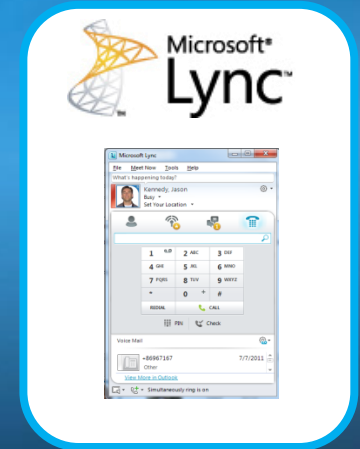 Microsoft®
Lync™
Microsoft Lync
File Meet Now Tools Help
What's happening today?
Kennedy, Jason
Busy
Set Your Location
1 2 ABC 3 DEF
4 GHI 5 JKL 6 MNO
7 PQRS 8 TUV 9 WXYZ
* 0 + #
REDIAL CALL
PIN Check
Voice Mail
+86967167 7/7/2011
Other
View More in Outlook
Simultaneously ring is on